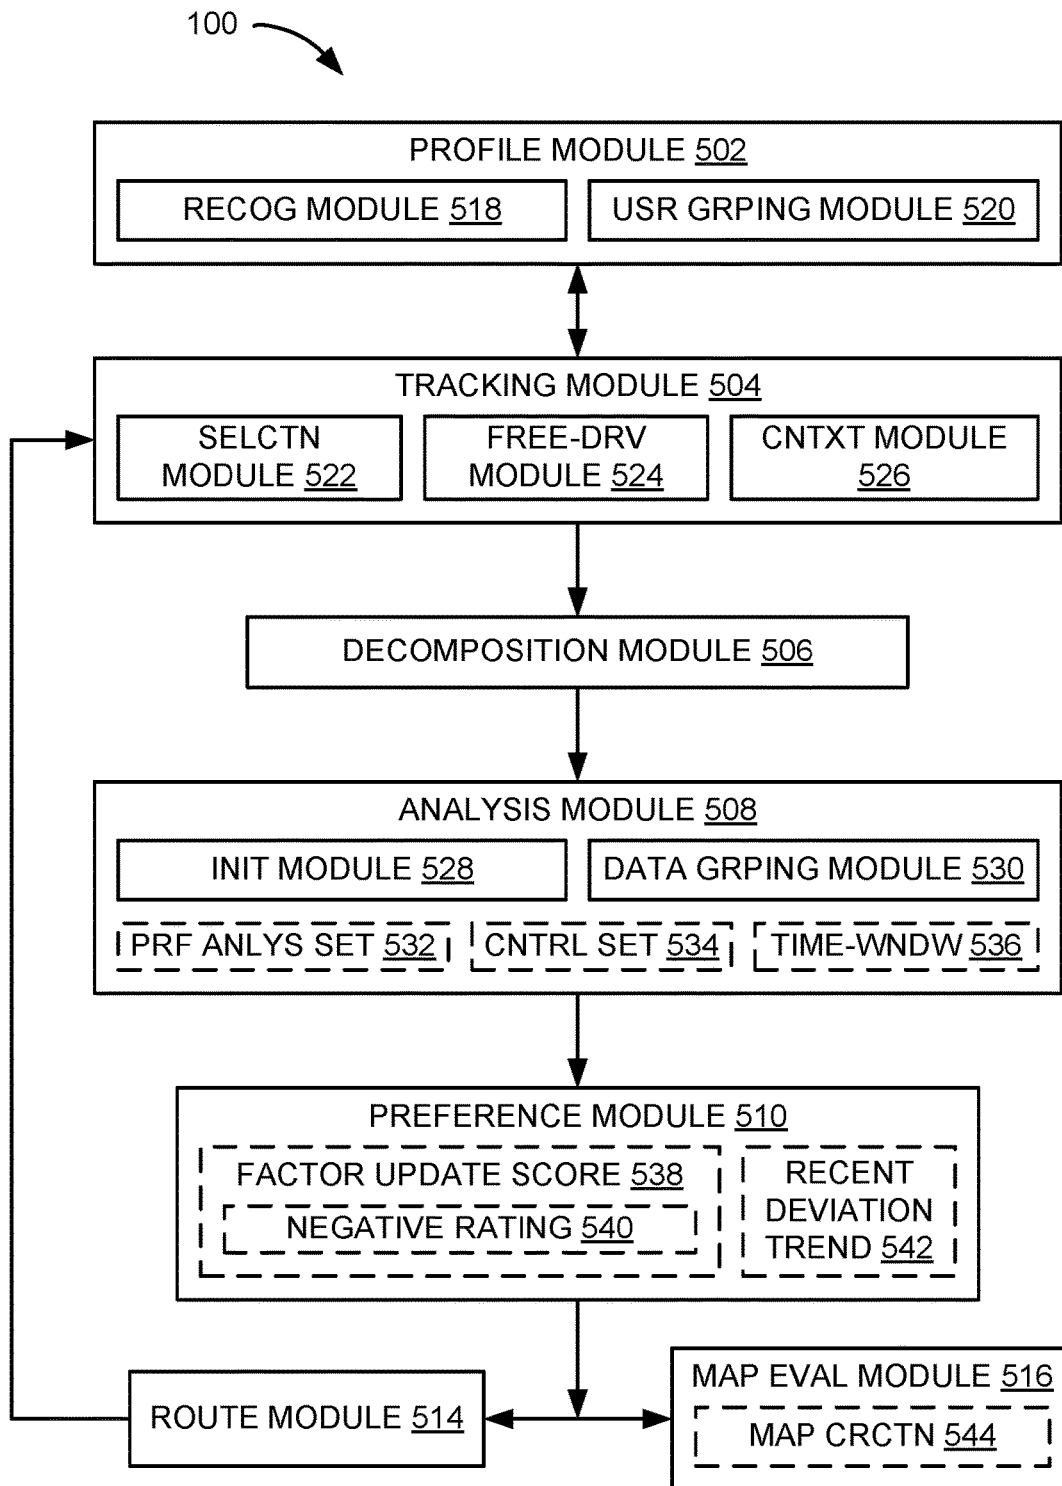 100
PROFILE MODULE 502
RECOG MODULE 518
USR GRPING MODULE 520
TRACKING MODULE 504
SELCTN
MODULE 522
FREE-DRV
MODULE 524
CNTXT MODULE
526
DECOMPOSITION MODULE 506
ANALYSIS MODULE 508
INIT MODULE 528
DATA GRPING MODULE 530
PRF ANLYS SET 532
CNTRL SET 534
TIME-WNDW 536
PREFERENCE MODULE 510
FACTOR UPDATE SCORE 538
NEGATIVE RATING 540
RECENT
DEVIATION
TREND 542
ROUTE MODULE 514
MAP EVAL MODULE 516
MAP CRCTN 544